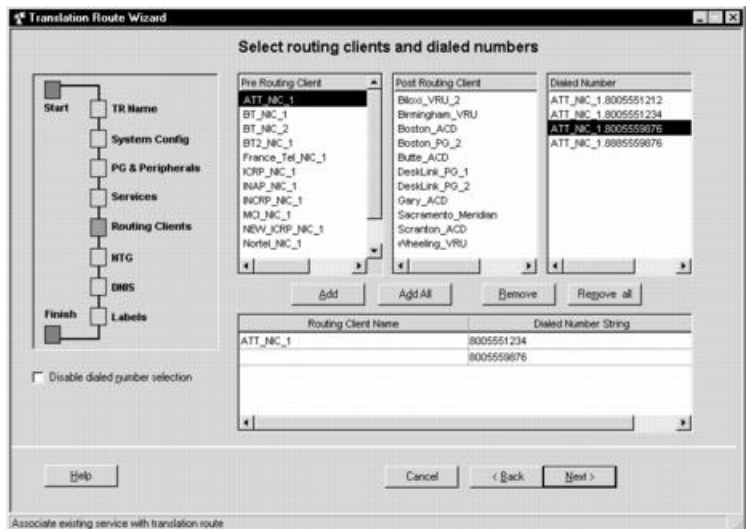 Translation Route Wizard
Select routing clients and dialed numbers
Start
TR Name
System Config
PG & Peripherals
Services
Routing Clients
NTG
DNIS
Labels
Finish
Disable dialed number selection
Pre Routing Client
ATT_NIC_1
BT_NIC_1
BT_NIC_2
BT2_NIC_1
France_Tel_NIC_1
ICRP_NIC_1
INAP_NIC_1
INCRP_NIC_1
MCI_NIC_1
NEW_ICRP_NIC_1
Nortel_NIC_1
Post Routing Client
Biloxi_VRU_2
Birmingham_VRU
Boston_ACD
Boston_PG_2
Butte_ACD
DeskLink_PG_1
DeskLink_PG_2
Gary_ACD
Sacramento_Meridian
Scranton_ACD
Wheeling_VRU
Dialed Number
ATT_NIC_1.8005551212
ATT_NIC_1.8005551234
ATT_NIC_1.8005559876
ATT_NIC_1.8885559876
Add
Add All
Remove
Remove all
Routing Client Name Dialed Number String
ATT_NIC_1 8005551234
8005559876
Help
Cancel
< Back
Next >
Associate existing service with translation route